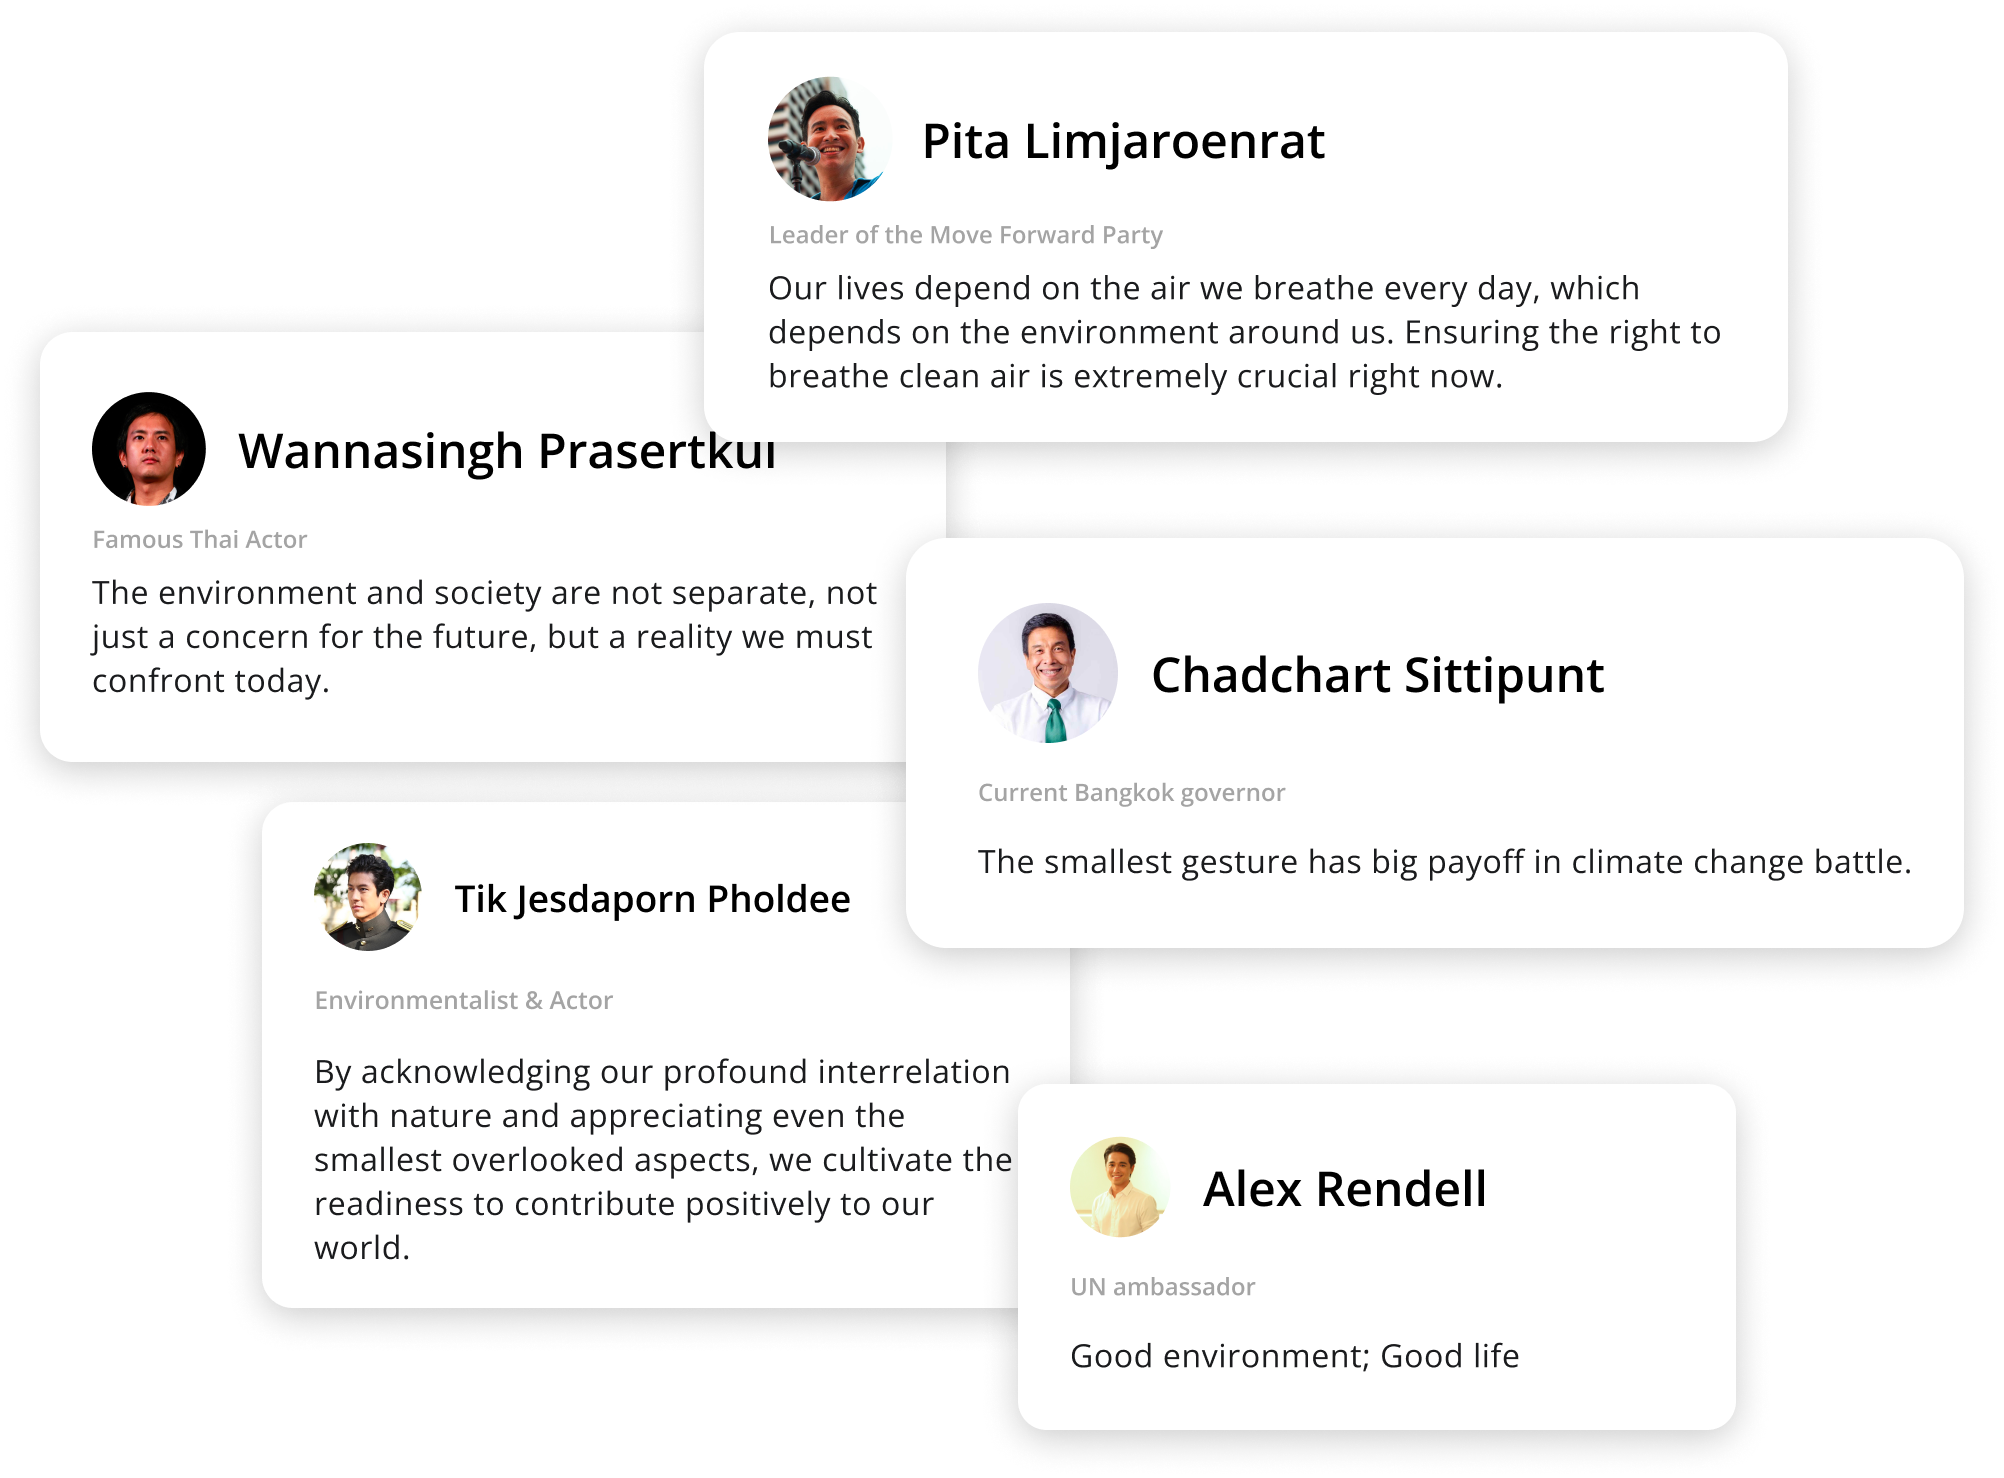 Pita Limjaroenrat
Leader of the Move Forward Party
Our lives depend on the air we breathe every day, which
depends on the environment around us. Ensuring the right to
breathe clean air is extremely crucial right now.
Wannasingh Prasertkul
Famous Thai Actor
The environment and society are not separate, not
just a concern for the future, but a reality we must
confront today.
Chadchart Sittipunt
Current Bangkok governor
The smallest gesture has big payoff in climate change battle.
Tik Jesdaporn Pholdee
Environmentalist & Actor
By acknowledging our profound interrelation
with nature and appreciating even the
smallest overlooked aspects, we cultivate the
readiness to contribute positively to our
world.
Alex Rendell
UN ambassador
Good environment; Good life